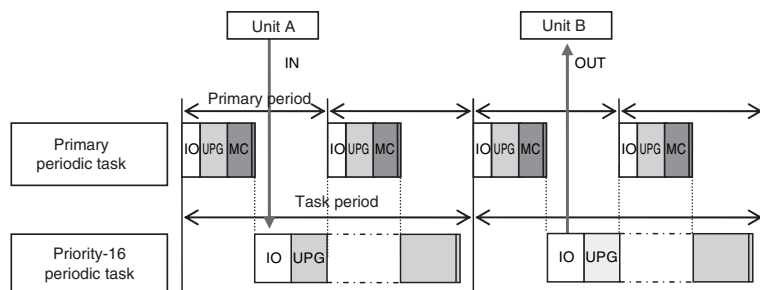 Unit A
Unit B
IN
OUT
Primary period
Primary
periodic task
IO UPG MC
IO UPG MC
IO UPG MC
IO UPG MC
Task period
Priority-16
periodic task
IO UPG
IO UPG